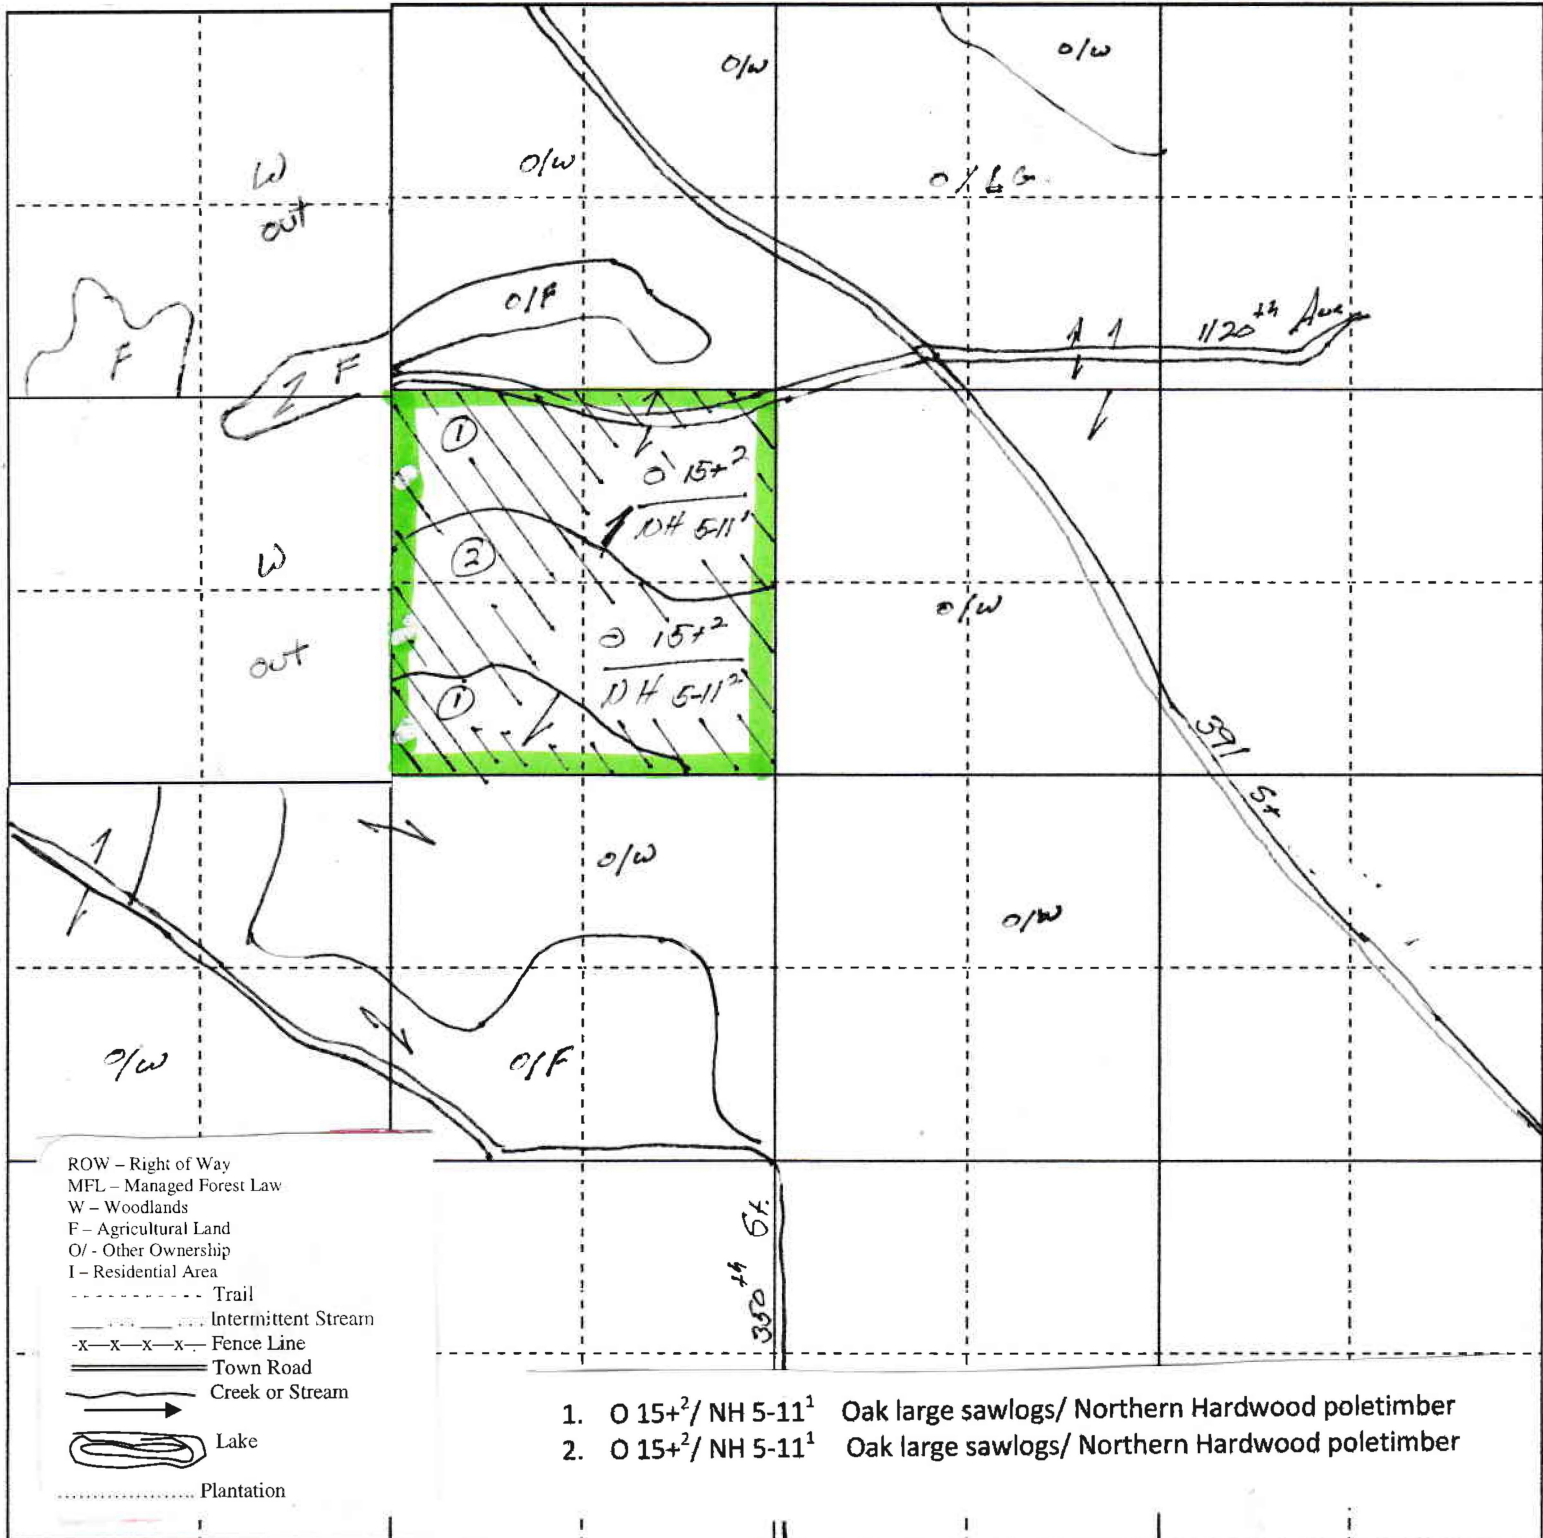 O/W
O/W
O/W
W
out
O/F
F
F
1120th Ave
1
O 15+2
NH 5-11'
2
W
out
O 15+2
NH 5-11 2
1
O/W
391
St
O/W
O/W
O/W
O/F
350th St.
ROW – Right of Way
MFL – Managed Forest Law
W – Woodlands
F – Agricultural Land
O/ - Other Ownership
I – Residential Area
Trail
Intermittent Stream
-x—x—x—x— Fence Line
Town Road
Creek or Stream
Lake
Plantation
1. O 15+²/ NH 5-11¹ Oak large sawlogs/ Northern Hardwood poletimber
2. O 15+²/ NH 5-11¹ Oak large sawlogs/ Northern Hardwood poletimber